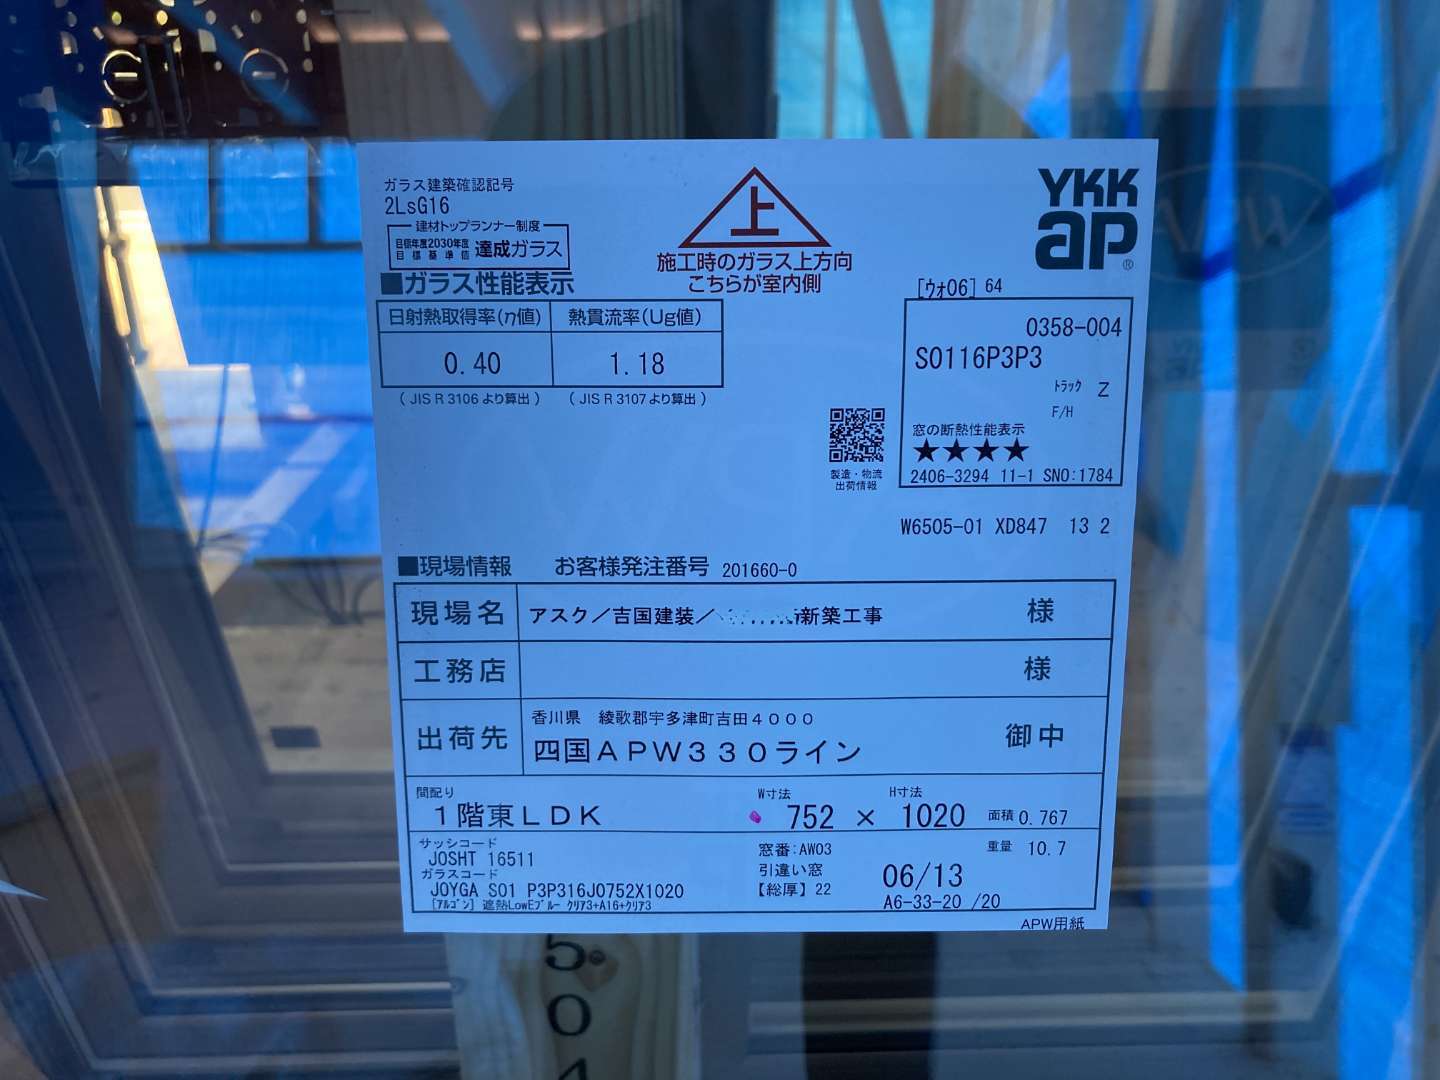 ガラス建築確認記号
2LsG16
建材トップランナー制度
目標年度2030年度
目標基準値
達成ガラス
■ガラス性能表示
日射熱取得率(η値) 熱貫流率(Ug値)
0.40 1.18
( JIS R 3106 より算出 ) ( JIS R 3107 より算出 )
上
施工時のガラス上方向
こちらが室内側
YKK
ap®
[ウォ06] 64
0358-004
S0116P3P3
トラック Z
F/H
窓の断熱性能表示
★★★★
2406-3294 11-1 SNO:1784
製造・物流
出荷情報
W6505-01 XD847 13 2
■現場情報 お客様発注番号 201660-0
現場名 アスク／吉国建装／新築工事 様
工務店 様
出荷先 香川県 綾歌郡宇多津町吉田４０００
四国ＡＰＷ３３０ライン 御中
間配り
１階東ＬＤＫ
W寸法 H寸法
752 × 1020 面積 0.767
サッシコード
JOSHT 16511
ガラスコード
JOYGA S01 P3P316J0752X1020
[アルゴン] 遮熱LowEブルー クリア3+A16+クリア3
窓番:AW03
引違い窓
【総厚】22
重量 10.7
06/13
A6-33-20 /20
APW用紙
50